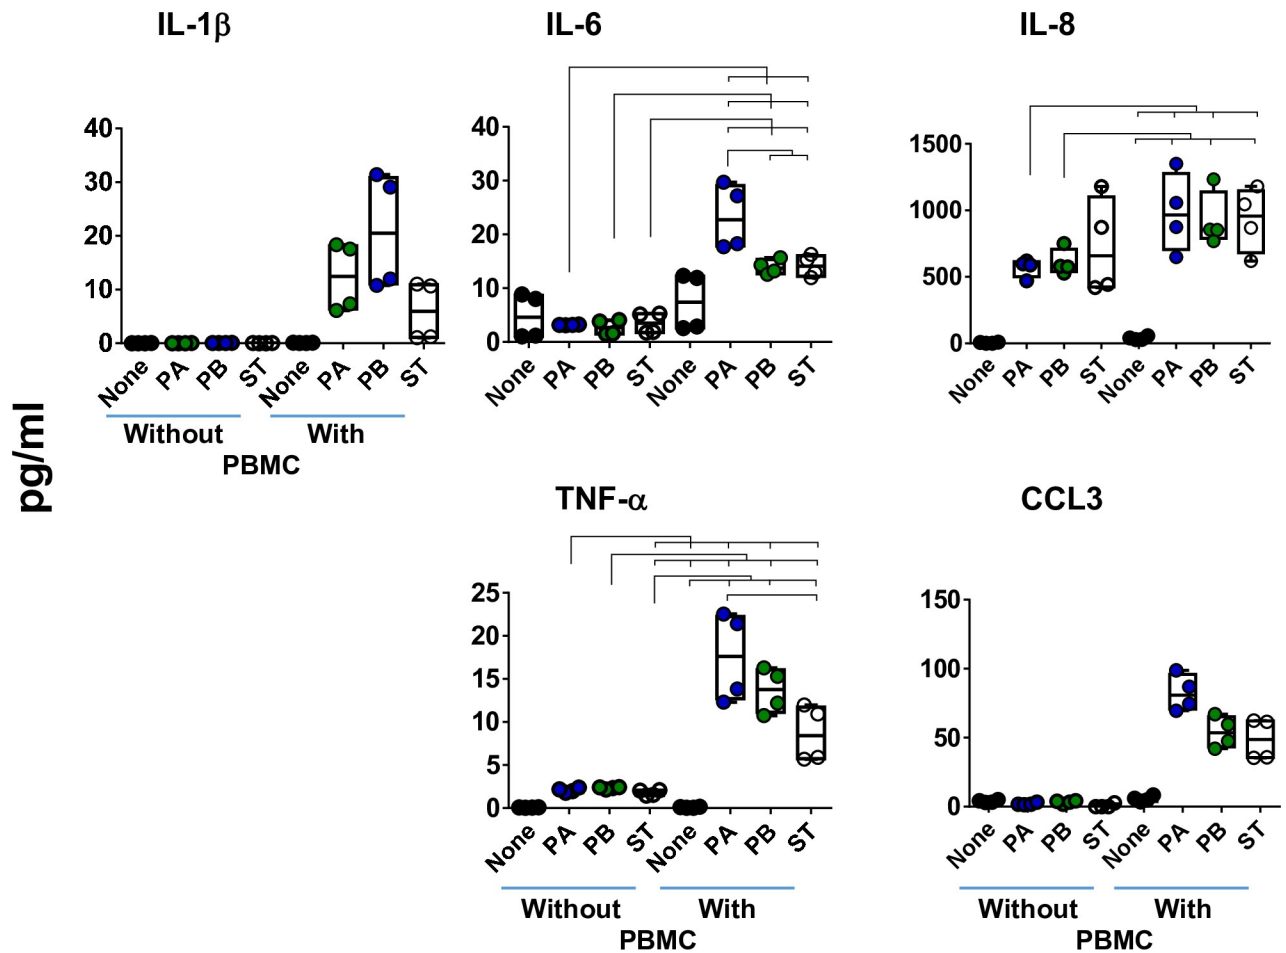 IL-1β
40
30
20
10
0
None PA PB ST None PA PB ST
Without With
PBMC
IL-6
40
30
20
10
0
None PA PB ST None PA PB ST
IL-8
1500
1000
500
0
None PA PB ST None PA PB ST
pg/ml
TNF-α
25
20
15
10
5
0
None PA PB ST None PA PB ST
Without With
PBMC
CCL3
150
100
50
0
None PA PB ST None PA PB ST
Without With
PBMC